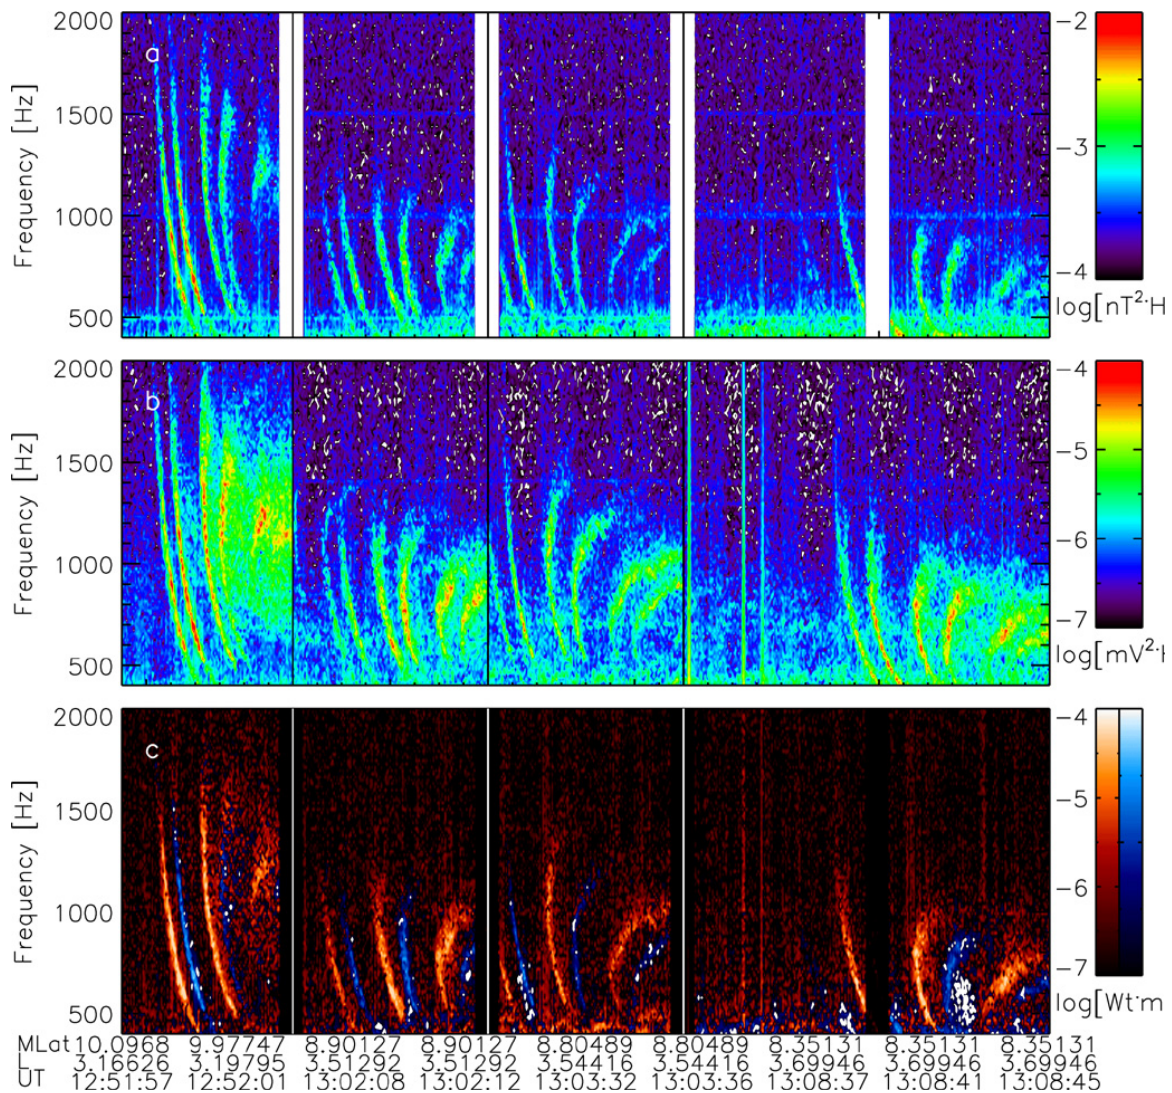 2000
1500
1000
500
Frequency [Hz]
a
-2
-3
-4
log[nT²·H
2000
1500
1000
500
Frequency [Hz]
b
-4
-5
-6
-7
log[mV²·H
2000
1500
1000
500
Frequency [Hz]
c
-4
-5
-6
-7
log[Wt·m
MLat 10.0968 9.977747 8.901297 8.901297 8.80489 8.80489 8.35131 8.35131 8.35131
L 3.16626 3.197795 3.51292 3.51292 3.54416 3.54416 3.69946 3.69946 3.69946
UT 12:51:57 12:52:01 13:02:08 13:02:12 13:03:32 13:03:36 13:08:37 13:08:41 13:08:45